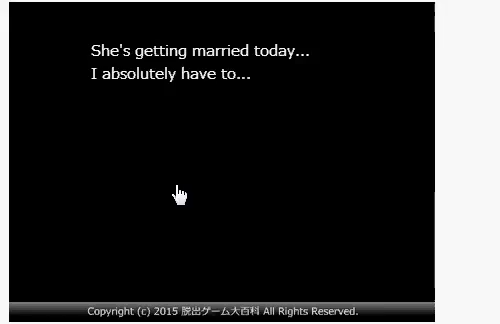 She's getting married today...
I absolutely have to...
Copyright (c) 2015 脱出ゲーム大百科 All Rights Reserved.